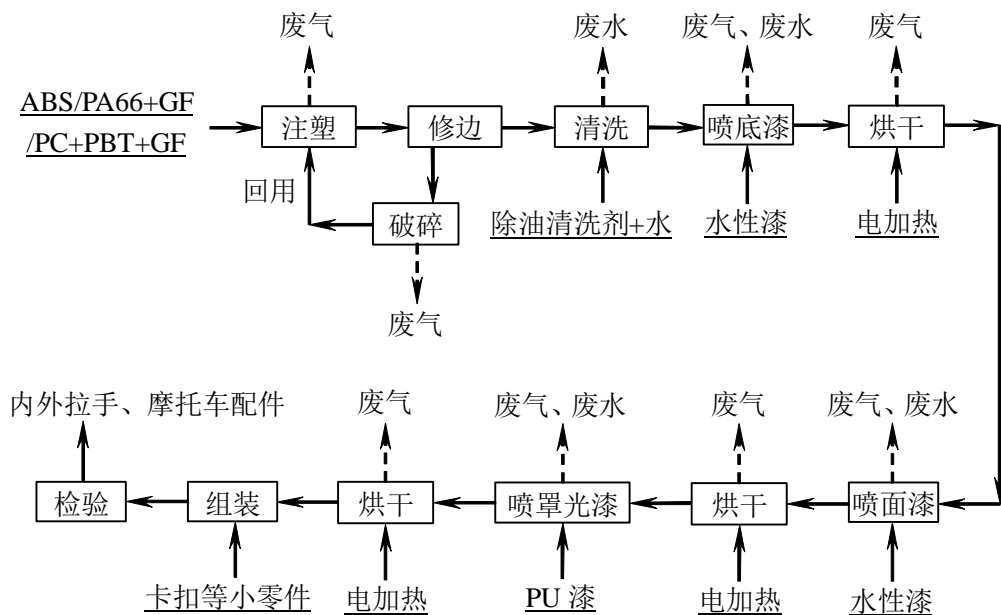 废气
废水
废气、废水
废气
ABS/PA66+GF
/PC+PBT+GF
注塑
修边
清洗
喷底漆
烘干
回用
破碎
除油清洗剂+水
水性漆
电加热
废气
内外拉手、摩托车配件
废气
废气、废水
废气
废气、废水
检验
组装
烘干
喷罩光漆
烘干
喷面漆
卡扣等小零件
电加热
PU 漆
电加热
水性漆